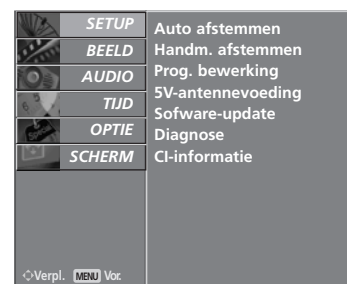 SETUP
BEELD
AUDIO
TIJD
OPTIE
SCHERM
Auto afstemmen
Handm. afstemmen
Prog. bewerking
5V-antennevoeding
Sofware-update
Diagnose
CI-informatie
Verpl. MENU Vor.